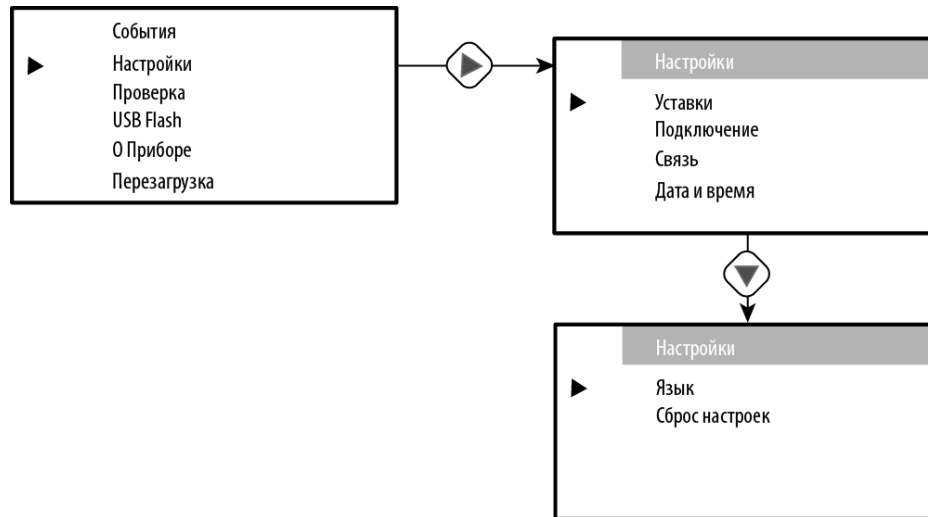 События
Настройки
Проверка
USB Flash
О Приборе
Перезагрузка
Настройки
Уставки
Подключение
Связь
Дата и время
Настройки
Язык
Сброс настроек